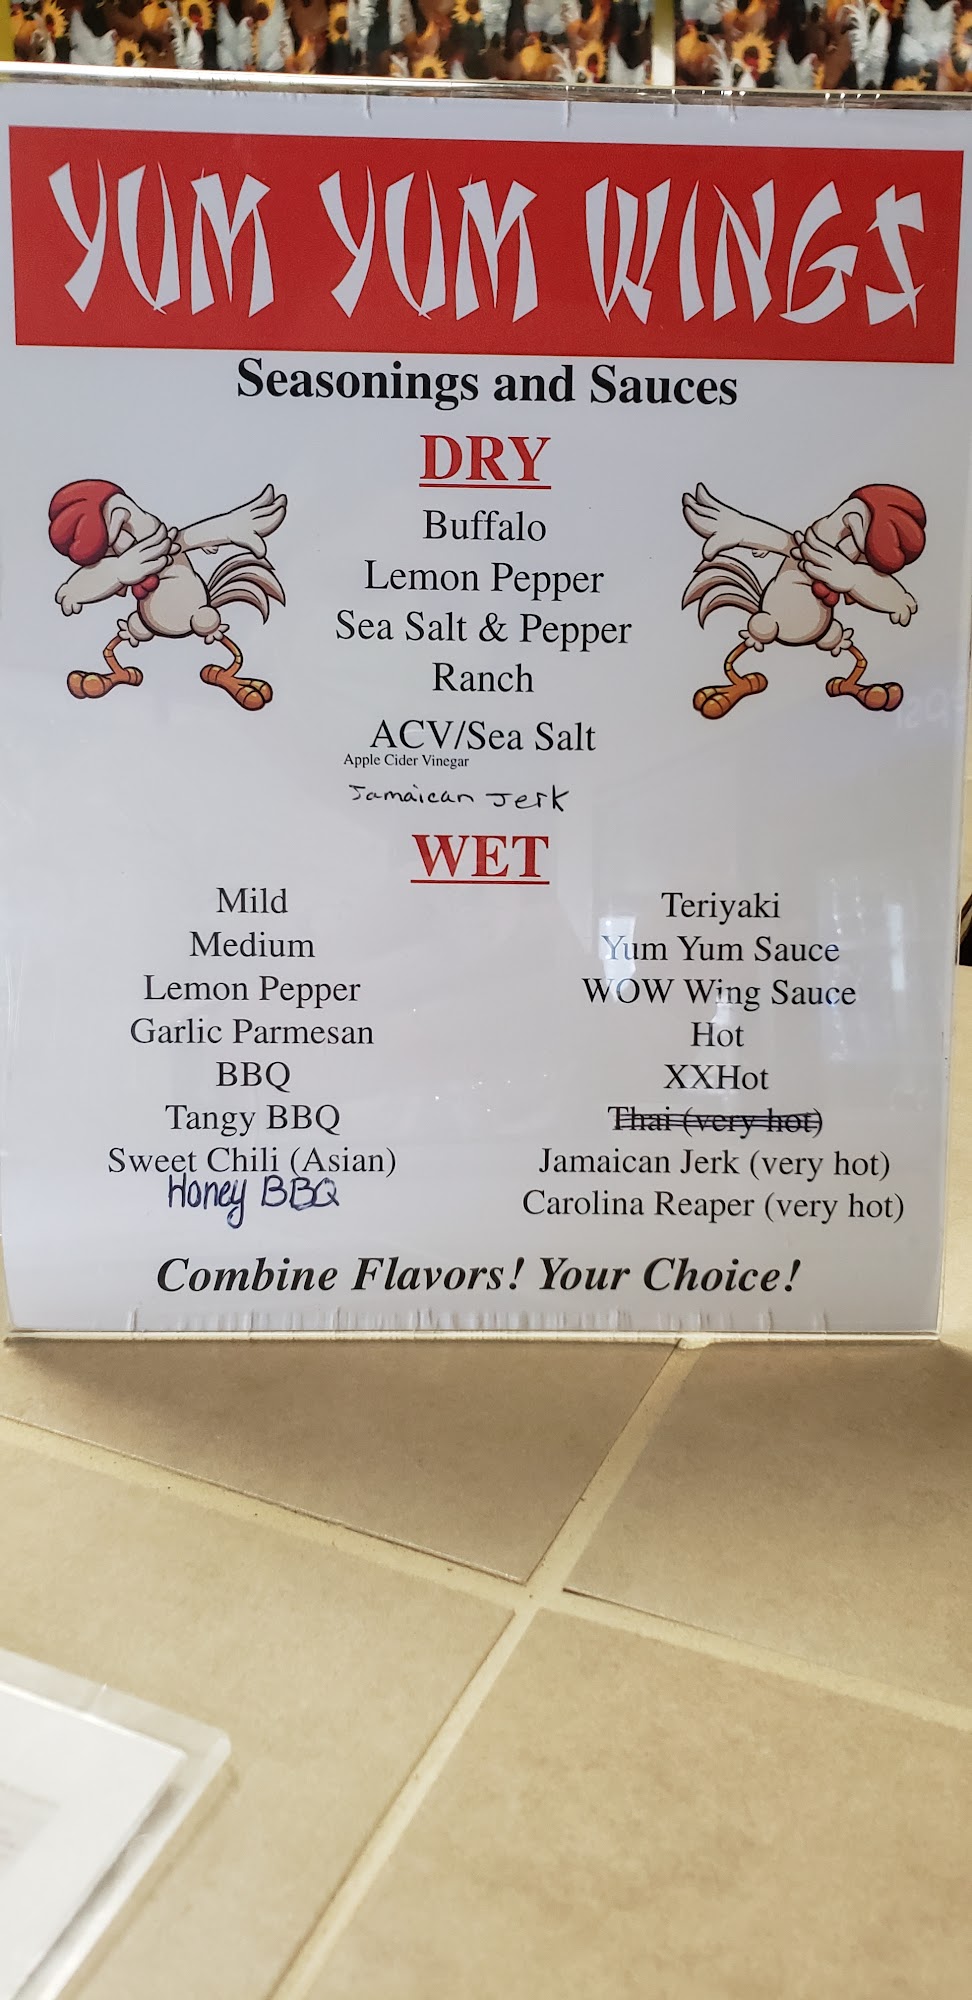 YUM YUM WINGS
Seasonings and Sauces
DRY
Buffalo
Lemon Pepper
Sea Salt & Pepper
Ranch
ACV/Sea Salt
Apple Cider Vinegar
Jamaican Jerk
WET
Mild
Medium
Lemon Pepper
Garlic Parmesan
BBQ
Tangy BBQ
Sweet Chili (Asian)
Honey BBQ
Teriyaki
Yum Yum Sauce
WOW Wing Sauce
Hot
XXHot
Thai (very hot)
Jamaican Jerk (very hot)
Carolina Reaper (very hot)
Combine Flavors! Your Choice!